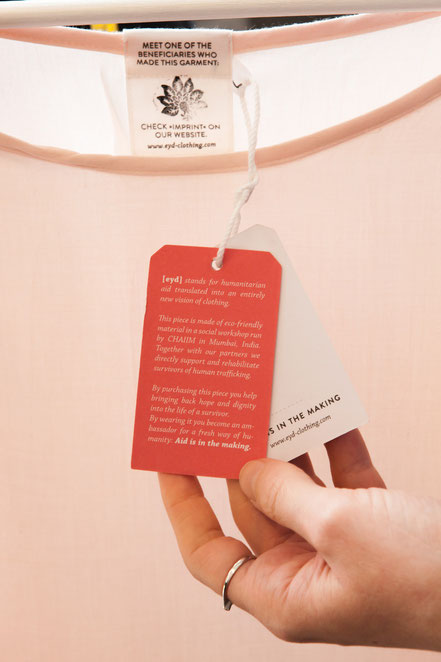 MEET ONE OF THE
BENEFICIARIES WHO
MADE THIS GARMENT:
CHECK »IMPRINT« ON
OUR WEBSITE.
www.eyd-clothing.com
[eyd] stands for humanitarian
aid translated into an entirely
new vision of clothing.
This piece is made of eco-friendly
material in a social workshop run
by CHAIIM in Mumbai, India.
Together with our partners we
directly support and rehabilitate
survivors of human trafficking.
By purchasing this piece you help
bringing back hope and dignity
into the life of a survivor.
By wearing it you become an am-
bassador for a fresh way of hu-
manity: Aid is in the making.
IS IN THE MAKING
www.eyd-clothing.com